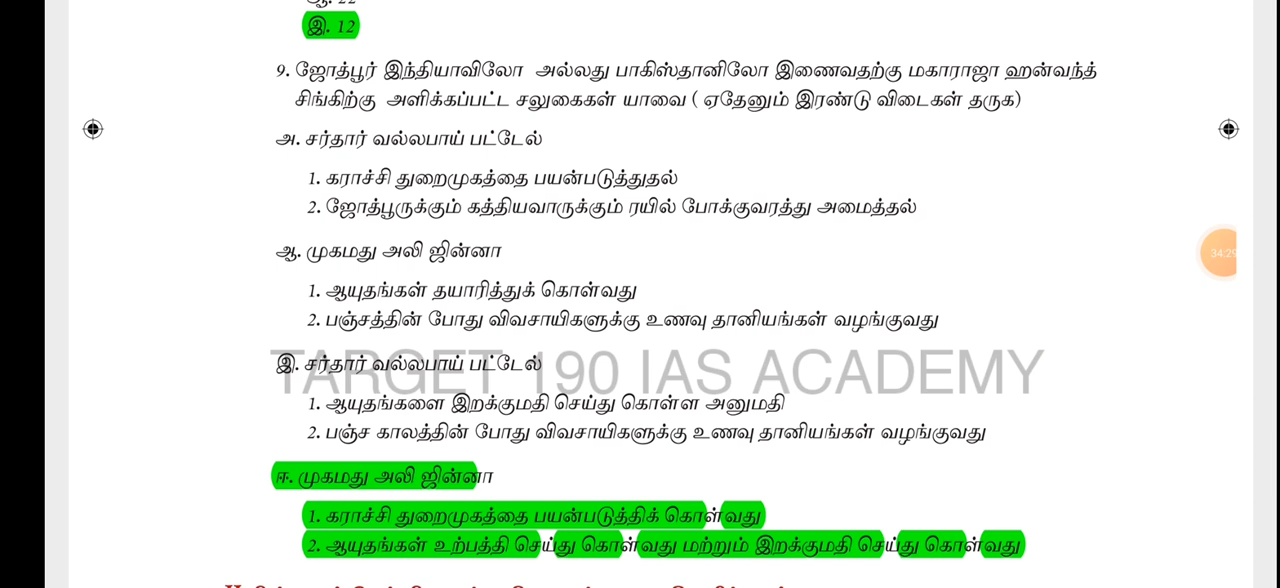 ஆ. 22
இ. 12
9. ஜோத்பூர் இந்தியாவிலோ அல்லது பாகிஸ்தானிலோ இணைவதற்கு மகாராஜா ஹன்வந்த்
சிங்கிற்கு அளிக்கப்பட்ட சலுகைகள் யாவை ( ஏதேனும் இரண்டு விடைகள் தருக)
அ. சர்தார் வல்லபாய் பட்டேல்
1. கராச்சி துறைமுகத்தை பயன்படுத்துதல்
2. ஜோத்பூருக்கும் கத்தியவாருக்கும் ரயில் போக்குவரத்து அமைத்தல்
ஆ. முகமது அலி ஜின்னா
34:29
1. ஆயுதங்கள் தயாரித்துக் கொள்வது
2. பஞ்சத்தின் போது விவசாயிகளுக்கு உணவு தானியங்கள் வழங்குவது
இ. சர்தார் வல்லபாய் பட்டேல்
TARGET 190 IAS ACADEMY
1. ஆயுதங்களை இறக்குமதி செய்து கொள்ள அனுமதி
2. பஞ்ச காலத்தின் போது விவசாயிகளுக்கு உணவு தானியங்கள் வழங்குவது
ஈ. முகமது அலி ஜின்னா
1. கராச்சி துறைமுகத்தை பயன்படுத்திக் கொள்வது
2. ஆயுதங்கள் உற்பத்தி செய்து கொள்வது மற்றும் இறக்குமதி செய்து கொள்வது